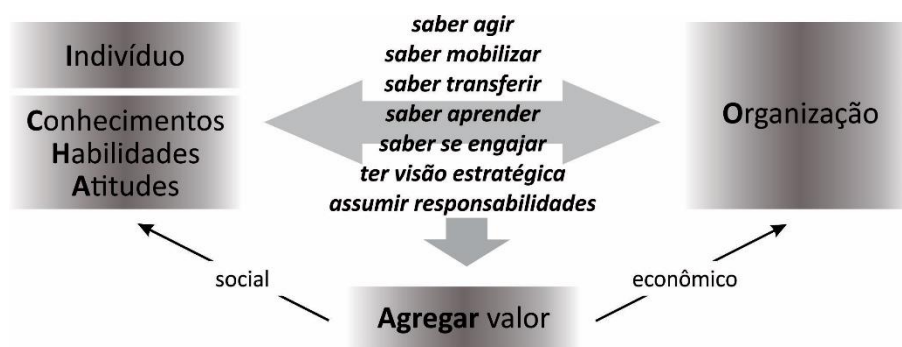 Indivíduo
Conhecimentos
Habilidades
Atitudes
saber agir
saber mobilizar
saber transferir
saber aprender
saber se engajar
ter visão estratégica
assumir responsabilidades
Organização
social
econômico
Agregar valor